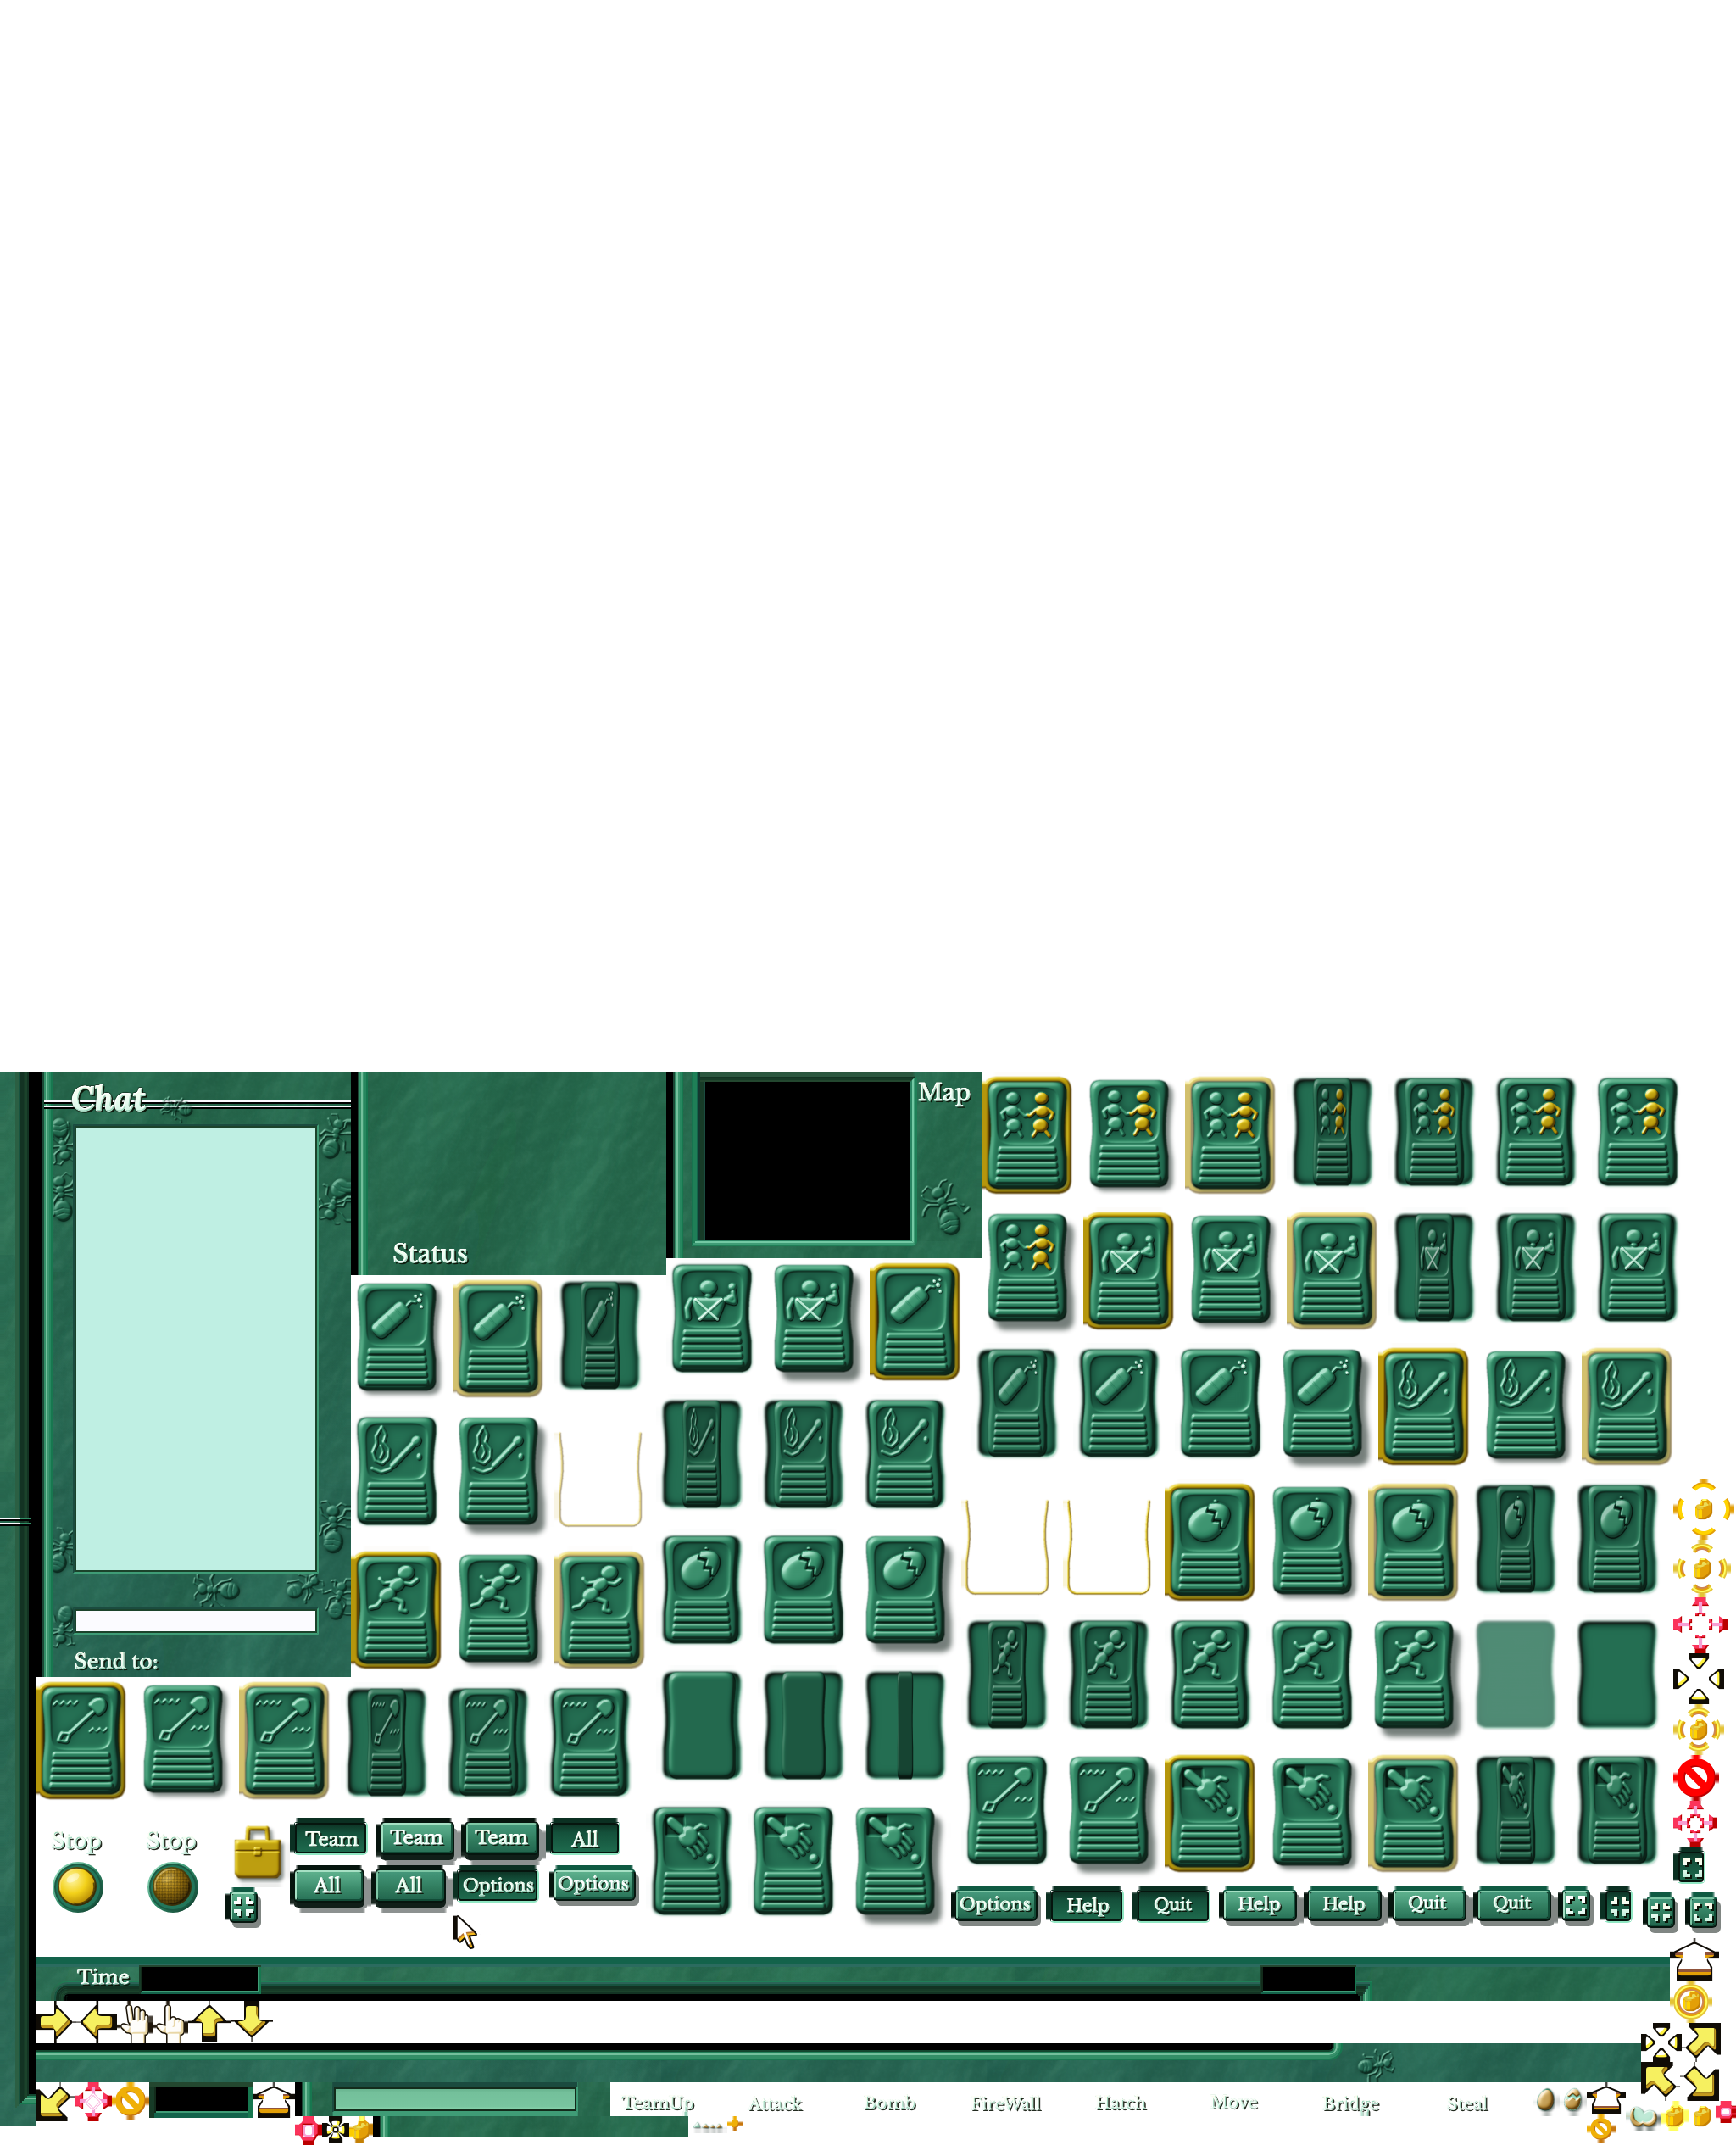 Chat
Map
Status
Send to:
Stop
Stop
Team
Team
Team
All
All
All
Options
Options
Options
Help
Quit
Help
Help
Quit
Quit
Time
TeamUp
Attack
Bomb
FireWall
Hatch
Move
Bridge
Steal